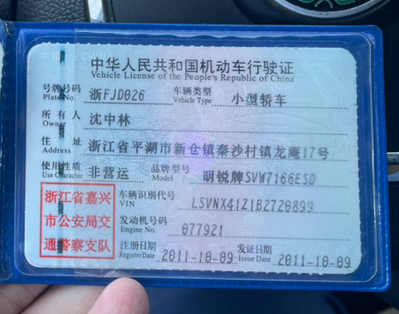 中华人民共和国机动车行驶证
Vehicle License of the People's Republic of China
号牌号码 浙FJD026 车辆类型 小型轿车
Plate No. Vehicle Type
所有人 沈中林
Owner
住址 浙江省平湖市新仓镇秦沙村镇龙庵17号
Address
使用性质 非营运 品牌型号 明锐牌SVW7166ESD
Use Character Model
浙江省嘉兴
市公安局交
通警察支队
车辆识别代号 LSVNX41Z1B2720899
VIN
发动机号码 077921
Engine No.
注册日期 2011-10-09 发证日期 2011-10-09
Register Date Issue Date